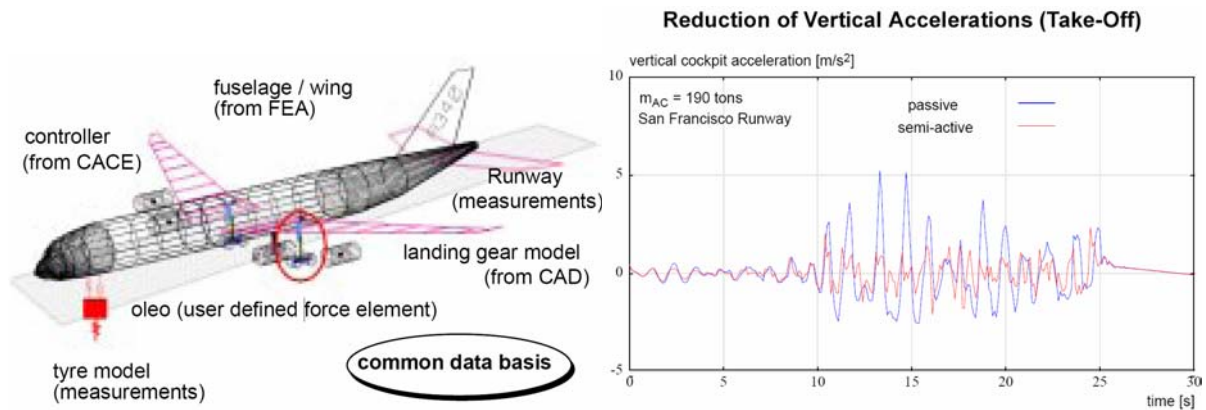 fuselage / wing
(from FEA)
controller
(from CACE)
Runway
(measurements)
landing gear model
(from CAD)
oleo (user defined force element)
common data basis
tyre model
(measurements)
Reduction of Vertical Accelerations (Take-Off)
vertical cockpit acceleration [m/s²]
10
m_AC = 190 tons
San Francisco Runway
passive
semi-active
5
0
-5
0
5
10
15
20
25
30
time [s]